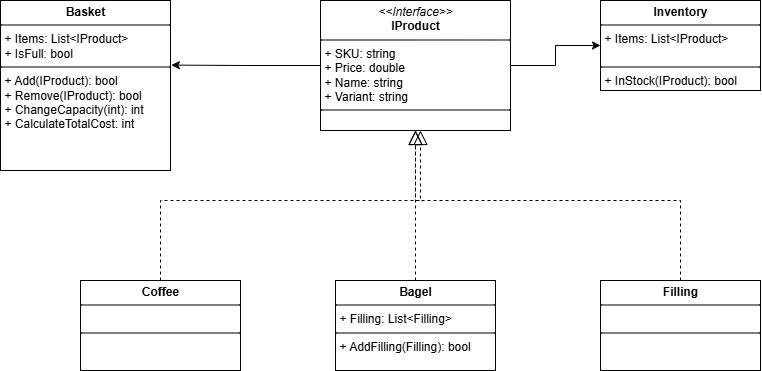 Basket
+ Items: List<IProduct>
+ IsFull: bool
+ Add(IProduct): bool
+ Remove(IProduct): bool
+ ChangeCapacity(int): int
+ CalculateTotalCost: int
<<Interface>>
IProduct
+ SKU: string
+ Price: double
+ Name: string
+ Variant: string
Inventory
+ Items: List<IProduct>
+ InStock(IProduct): bool
Coffee
Bagel
+ Filling: List<Filling>
+ AddFilling(Filling): bool
Filling